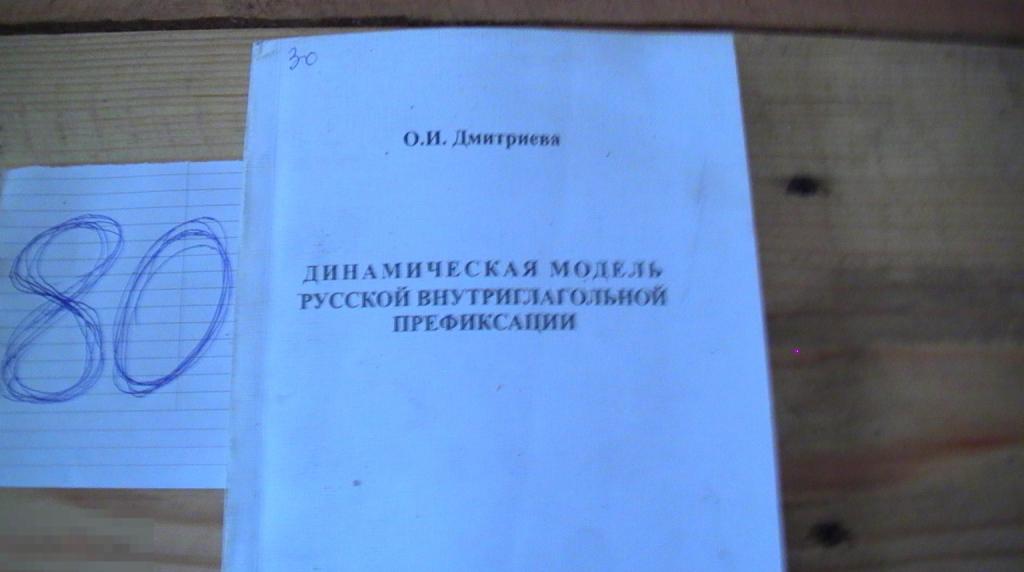 30
О.И. Дмитриева
80
ДИНАМИЧЕСКАЯ МОДЕЛЬ
РУССКОЙ ВНУТРИГЛАГОЛЬНОЙ
ПРЕФИКСАЦИИ